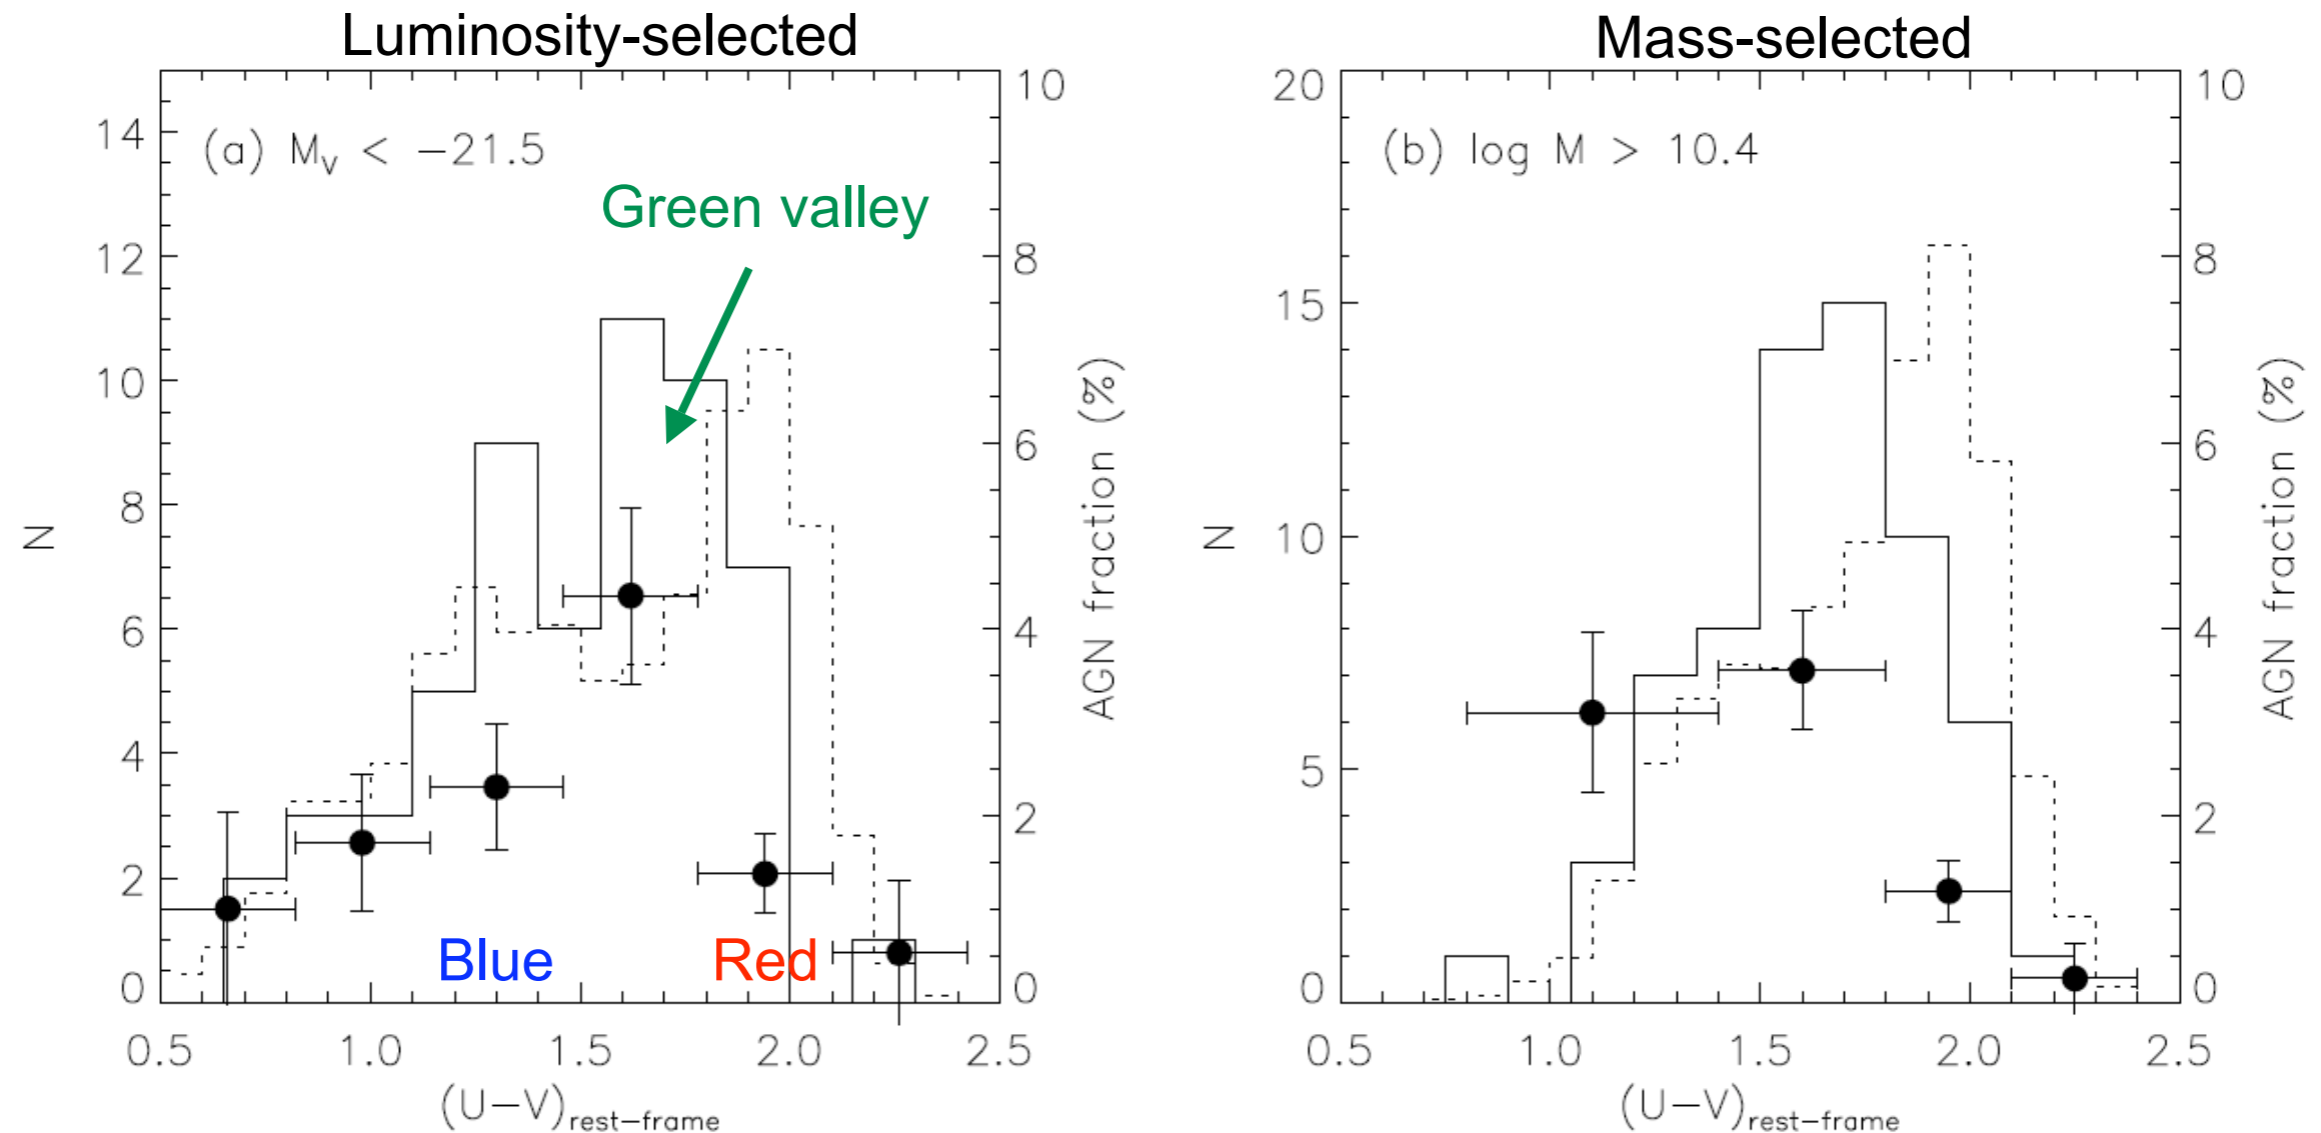 Luminosity-selected
(a) M_V < −21.5
Green valley
Blue
Red
N
0
2
4
6
8
10
12
14
AGN fraction (%)
0
2
4
6
8
10
0.5
1.0
1.5
2.0
2.5
(U−V)rest−frame
Mass-selected
(b) log M > 10.4
N
0
5
10
15
20
AGN fraction (%)
0
2
4
6
8
10
0.5
1.0
1.5
2.0
2.5
(U−V)rest−frame